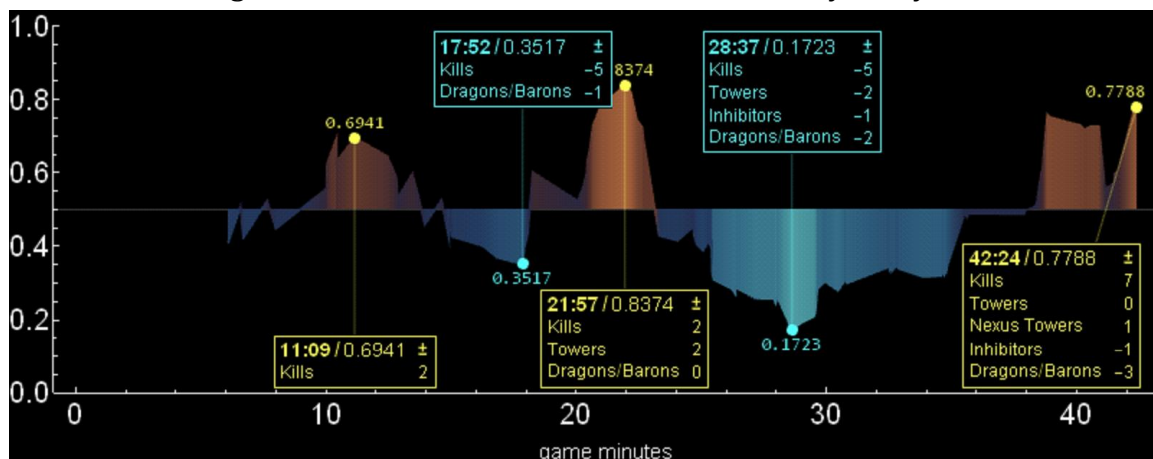 1.0
0.8
0.6
0.4
0.2
0.0
0 10 20 30 40
game minutes
0.6941
11:09/0.6941 ±
Kills 2
17:52/0.3517 ±
Kills −5
Dragons/Barons −1
0.3517
8374
21:57/0.8374 ±
Kills 2
Towers 2
Dragons/Barons 0
28:37/0.1723 ±
Kills −5
Towers −2
Inhibitors −1
Dragons/Barons −2
0.1723
0.7788
42:24/0.7788 ±
Kills 7
Towers 0
Nexus Towers 1
Inhibitors −1
Dragons/Barons −3